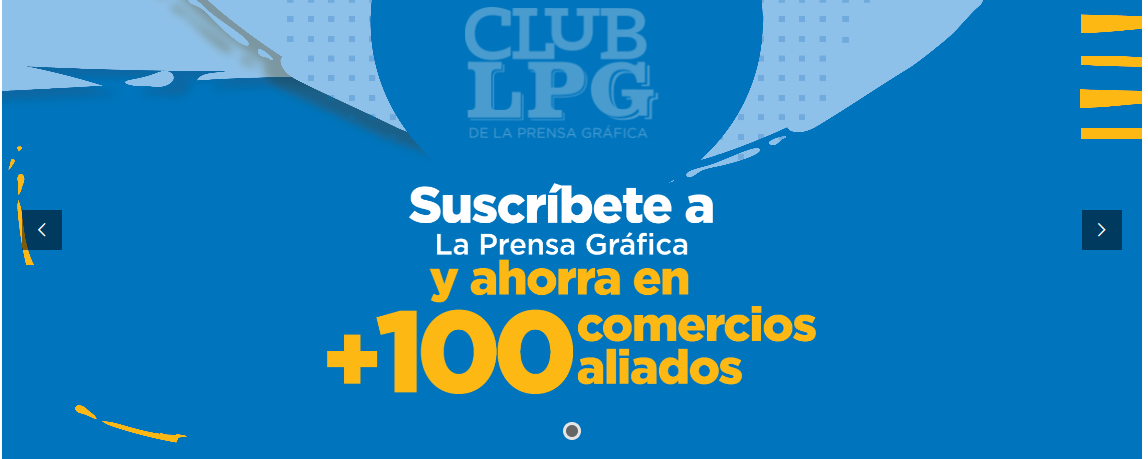 CLUB
LPG
DE LA PRENSA GRÁFICA
Suscríbete a
La Prensa Gráfica
y ahorra en
+100 comercios
aliados